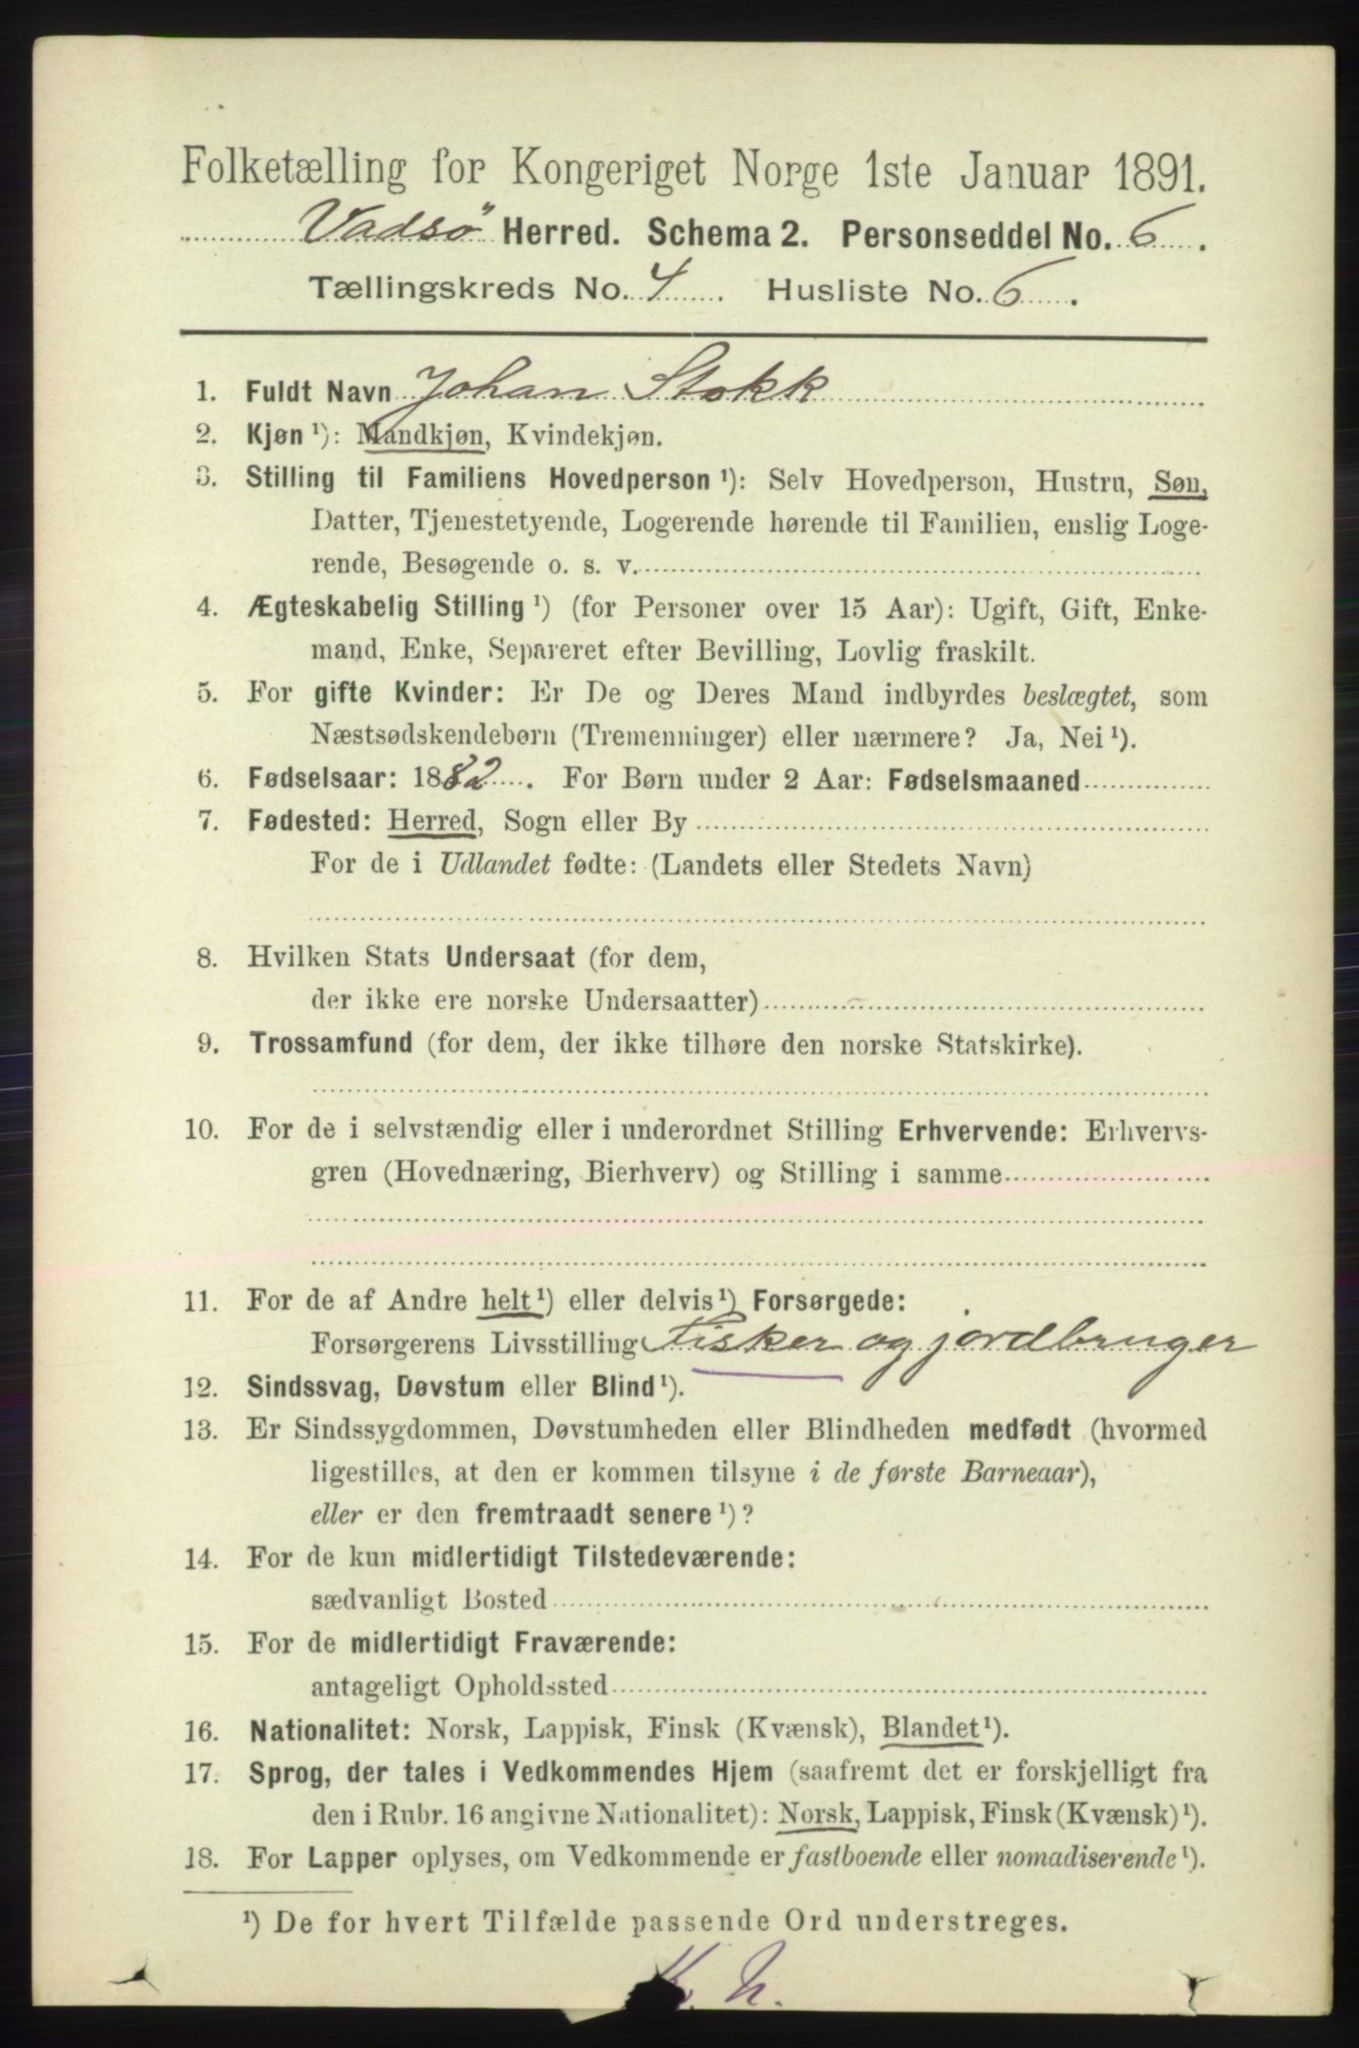 Folketælling for Kongeriget Norge 1ste Januar 1891.
Vadsö Herred. Schema 2. Personseddel No. 6.
Tællingskreds No. 4. Husliste No. 6.
1. Fuldt Navn Johan Stokk
2. Kjøn ¹): Mandkjøn, Kvindekjøn.
3. Stilling til Familiens Hovedperson ¹): Selv Hovedperson, Hustru, Søn,
Datter, Tjenestetyende, Logerende hørende til Familien, enslig Loge-
rende, Besøgende o. s. v.
4. Ægteskabelig Stilling ¹) (for Personer over 15 Aar): Ugift, Gift, Enke-
mand, Enke, Separeret efter Bevilling, Lovlig fraskilt.
5. For gifte Kvinder: Er De og Deres Mand indbyrdes beslægtet, som
Næstsødskendebørn (Tremenninger) eller nærmere? Ja, Nei ¹).
6. Fødselsaar: 1882. For Børn under 2 Aar: Fødselsmaaned
7. Fødested: Herred, Sogn eller By
For de i Udlandet fødte: (Landets eller Stedets Navn)
8. Hvilken Stats Undersaat (for dem,
der ikke ere norske Undersaatter)
9. Trossamfund (for dem, der ikke tilhøre den norske Statskirke).
10. For de i selvstændig eller i underordnet Stilling Erhvervende: Erhvervs-
gren (Hovednæring, Bierhverv) og Stilling i samme
11. For de af Andre helt ¹) eller delvis ¹) Forsørgede:
Forsørgerens Livsstilling Fisker og jordbruger
12. Sindssvag, Døvstum eller Blind ¹).
13. Er Sindssygdommen, Døvstumheden eller Blindheden medfødt (hvormed
ligestilles, at den er kommen tilsyne i de første Barneaar),
eller er den fremtraadt senere ¹)?
14. For de kun midlertidigt Tilstedeværende:
sædvanligt Bosted
15. For de midlertidigt Fraværende:
antageligt Opholdssted
16. Nationalitet: Norsk, Lappisk, Finsk (Kvænsk), Blandet ¹).
17. Sprog, der tales i Vedkommendes Hjem (saafremt det er forskjelligt fra
den i Rubr. 16 angivne Nationalitet): Norsk, Lappisk, Finsk (Kvænsk) ¹).
18. For Lapper oplyses, om Vedkommende er fastboende eller nomadiserende ¹).
¹) De for hvert Tilfælde passende Ord understreges.
K. N.